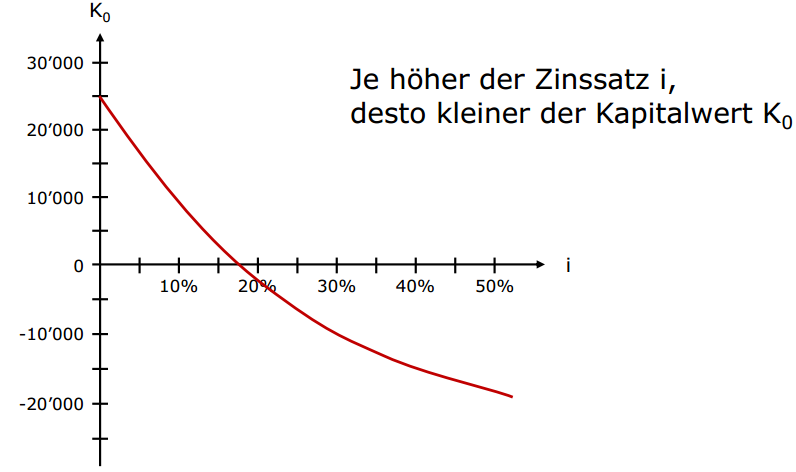 K₀
30’000
Je höher der Zinssatz i,
desto kleiner der Kapitalwert K₀
20’000
10’000
0
i
10% 20% 30% 40% 50%
-10’000
-20’000